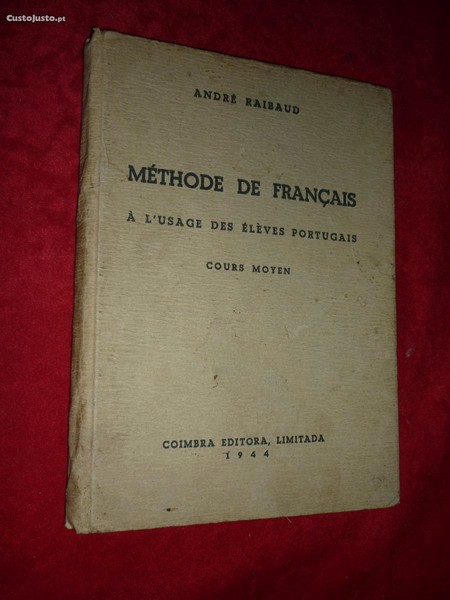 CustoJusto.pt
ANDRÉ RAIBAUD
MÉTHODE DE FRANÇAIS
À L'USAGE DES ÉLÈVES PORTUGAIS
COURS MOYEN
COIMBRA EDITORA, LIMITADA
1944